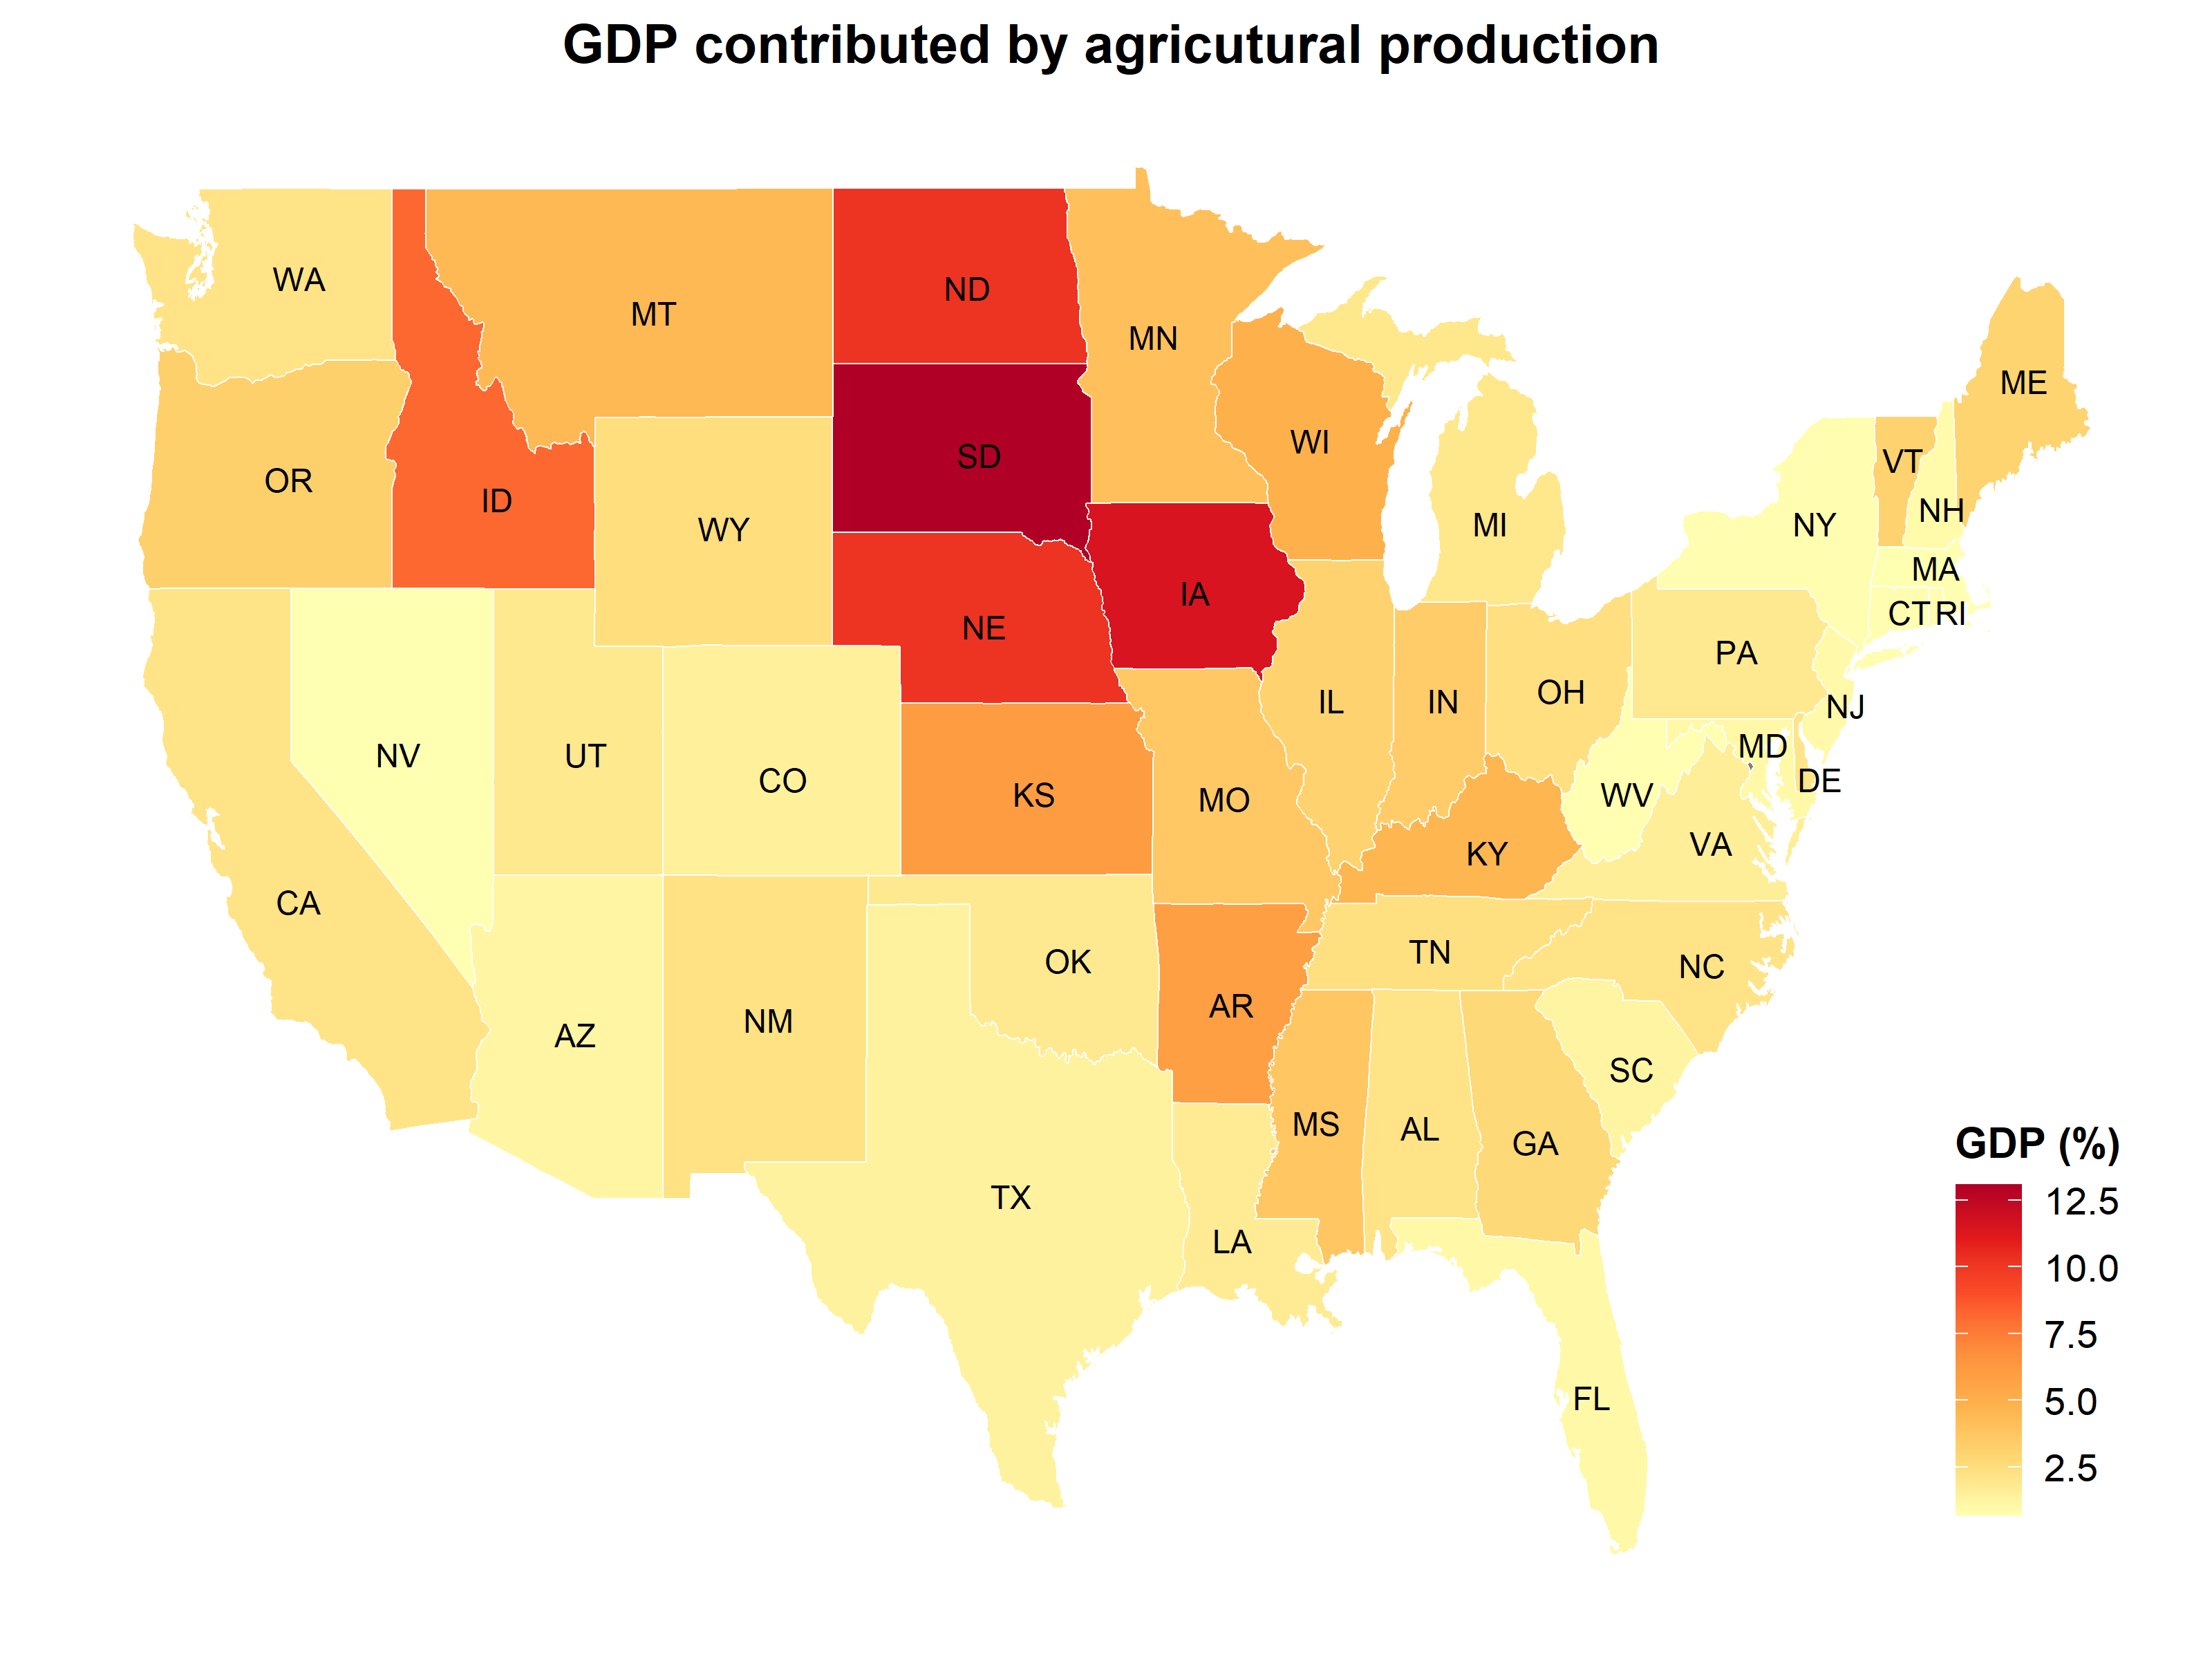 GDP contributed by agricutural production
WA
MT
ND
MN
ME
OR
ID
WY
SD
WI
MI
VT
NH
NY
MA
CT RI
NE
IA
PA
NJ
NV
UT
CO
KS
MO
IL
IN
OH
MD
DE
WV
VA
KY
CA
AZ
NM
OK
AR
TN
NC
SC
MS
AL
GA
TX
LA
FL
GDP (%)
12.5
10.0
7.5
5.0
2.5